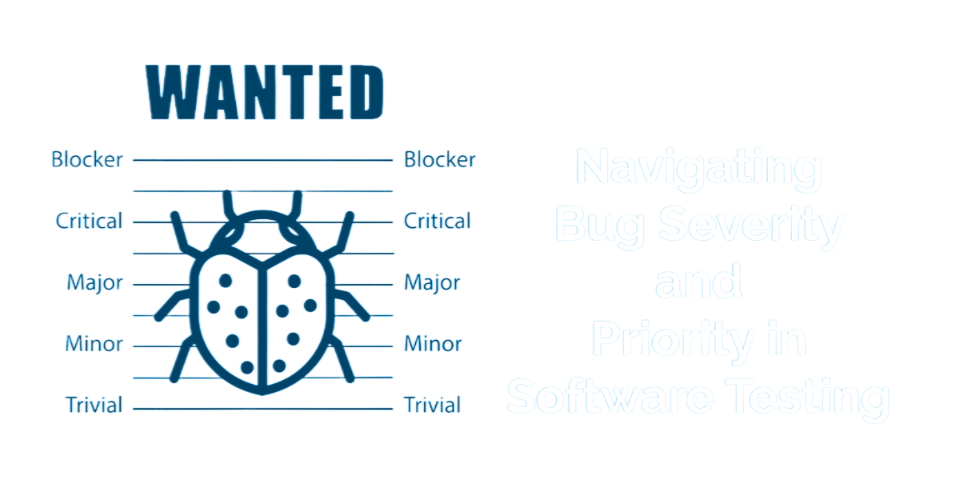 WANTED
Blocker Blocker
Critical Critical
Major Major
Minor Minor
Trivial Trivial
Navigating
Bug Severity
and
Priority in
Software Testing